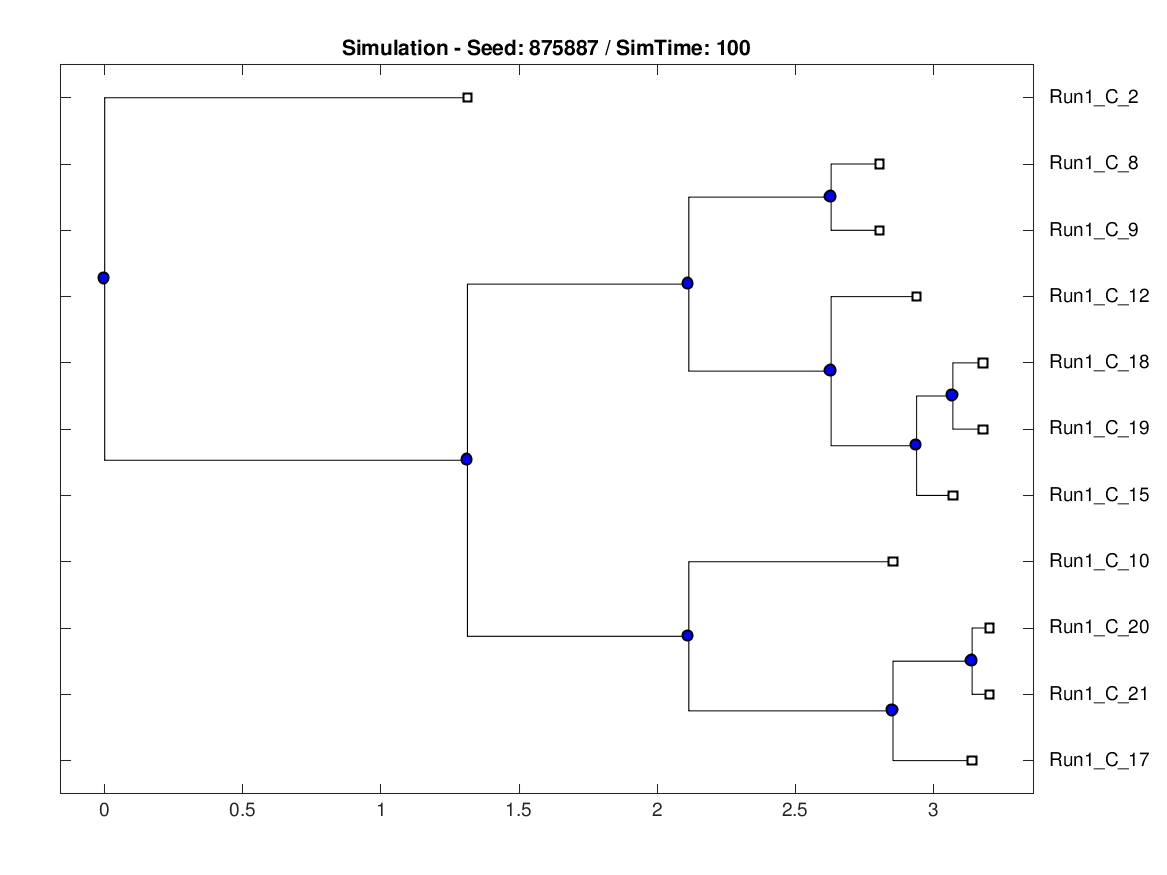 Simulation - Seed: 875887 / SimTime: 100
Run1_C_2
Run1_C_8
Run1_C_9
Run1_C_12
Run1_C_18
Run1_C_19
Run1_C_15
Run1_C_10
Run1_C_20
Run1_C_21
Run1_C_17
0 0.5 1 1.5 2 2.5 3